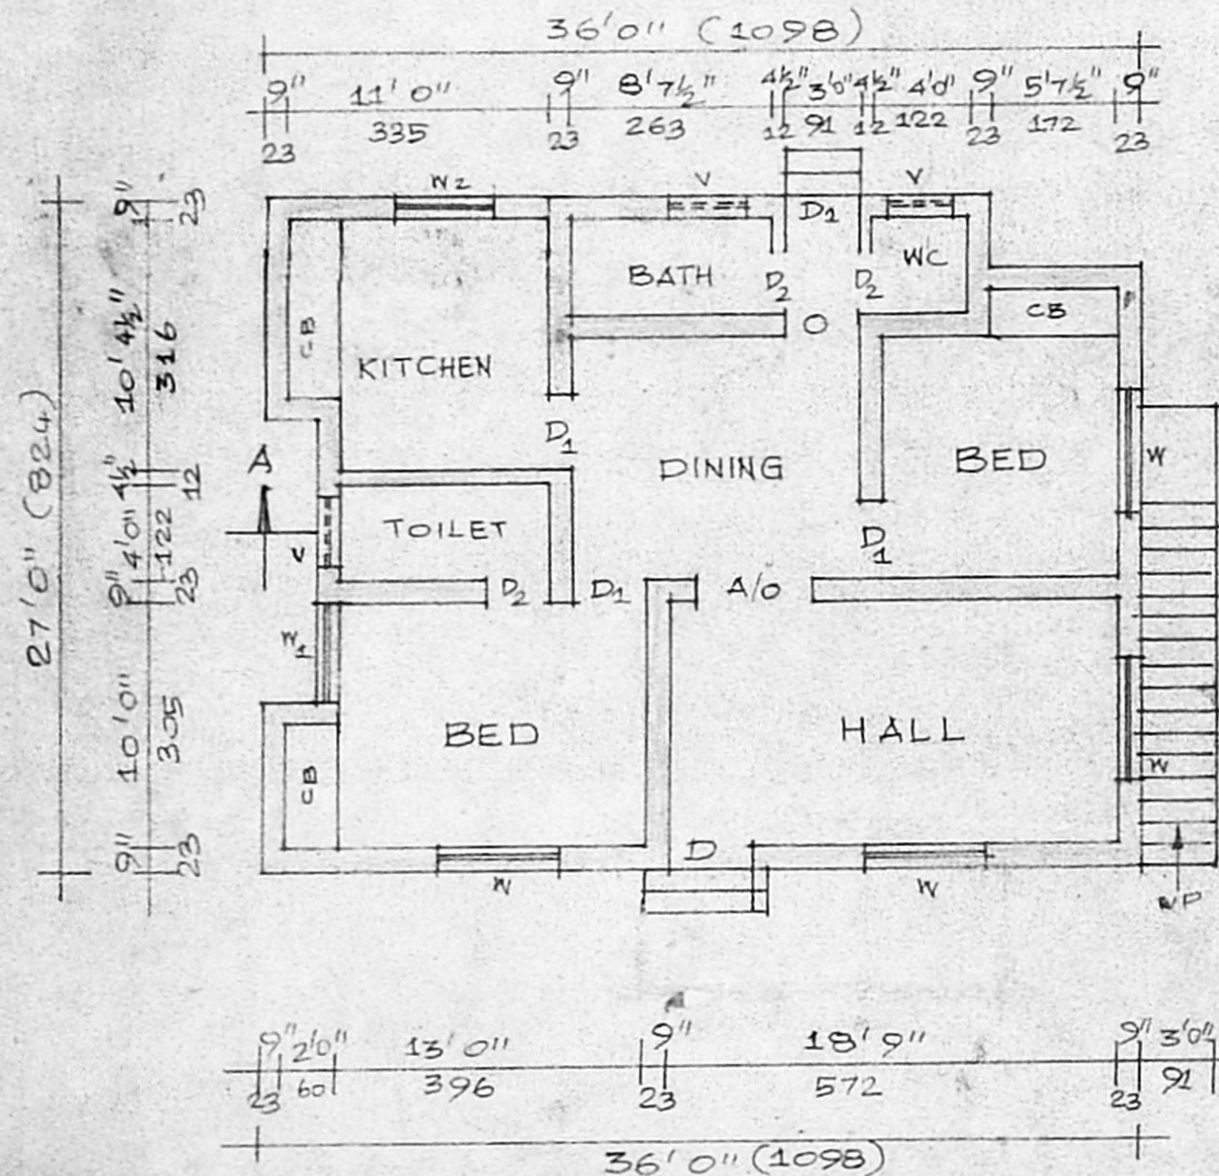 36'0" (1098)
9" 11'0" 9" 8'7½" 4½" 3'0" 4½" 4'0" 9" 5'7½" 9"
23 335 23 263 12 91 12 122 23 172 23
W2 V V
D1
BATH D2 D2 WC
CB
O
CB
KITCHEN
D1
DINING
BED
W
A
TOILET
V
D1
D2 D1 A/O
W1
BED
HALL
CB
W
D
W W
UP
27'0" (824)
9" 10'4½" 4½" 4'0" 9" 10'0" 9"
23 316 12 122 23 305 23
9" 2'0" 13'0" 9" 18'9" 9" 3'0"
23 60 396 23 572 23 91
36'0" (1098)